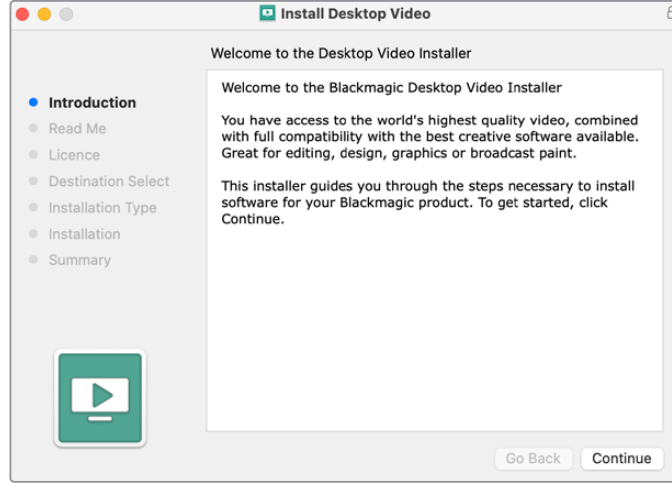 Install Desktop Video
Welcome to the Desktop Video Installer
Introduction
Read Me
Licence
Destination Select
Installation Type
Installation
Summary
Welcome to the Blackmagic Desktop Video Installer
You have access to the world's highest quality video, combined
with full compatibility with the best creative software available.
Great for editing, design, graphics or broadcast paint.
This installer guides you through the steps necessary to install
software for your Blackmagic product. To get started, click
Continue.
Go Back
Continue